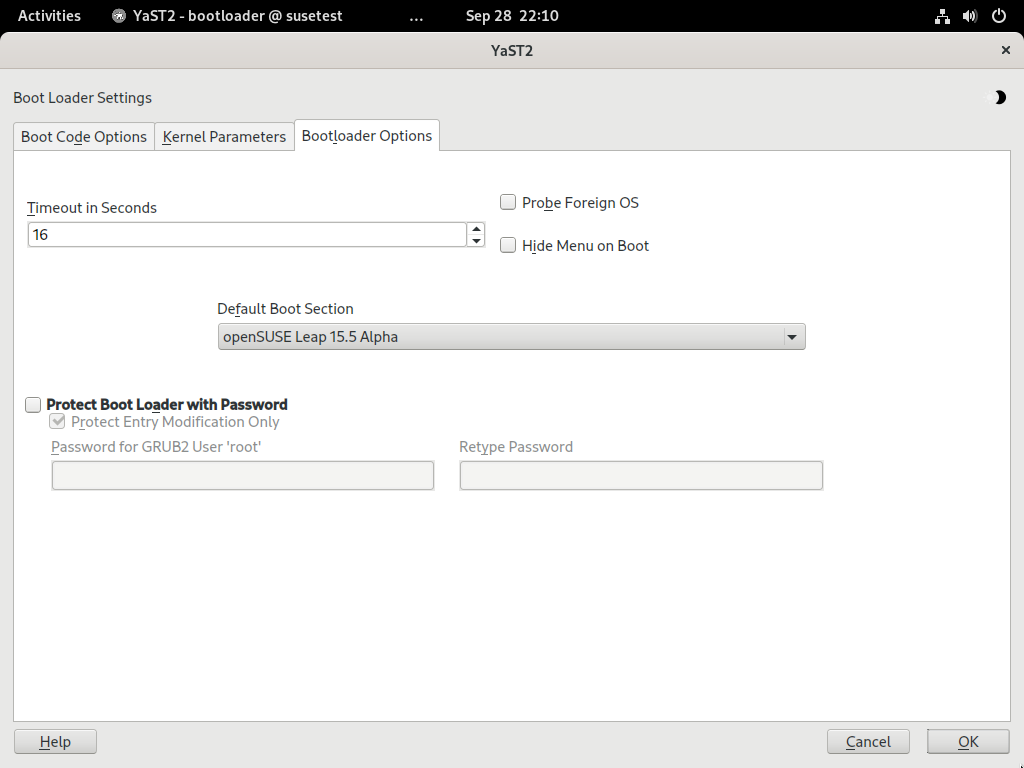 Activities YaST2 - bootloader @ susetest ... Sep 28 22:10
YaST2
Boot Loader Settings
Boot Code Options Kernel Parameters Bootloader Options
Timeout in Seconds
16
Probe Foreign OS
Hide Menu on Boot
Default Boot Section
openSUSE Leap 15.5 Alpha
Protect Boot Loader with Password
Protect Entry Modification Only
Password for GRUB2 User 'root' Retype Password
Help Cancel OK